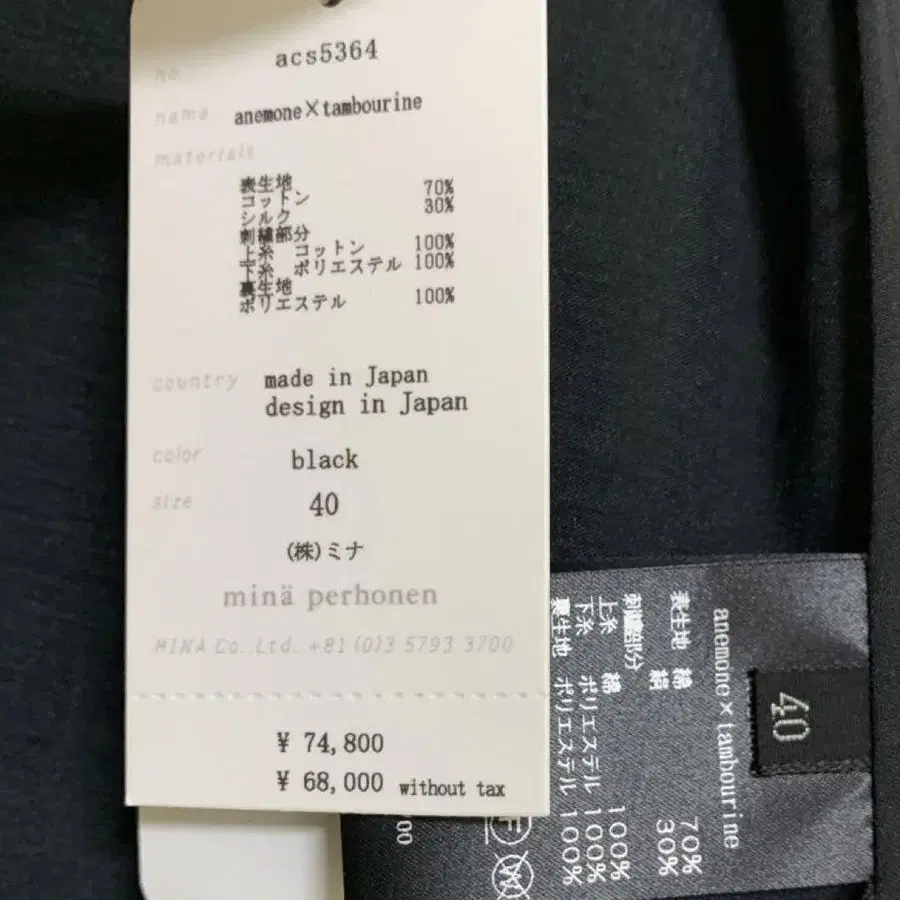 no acs5364
name anemone×tambourine
materials
表生地
コットン 70%
シルク 30%
刺繍部分
上糸 コットン 100%
下糸 ポリエステル 100%
裏生地
ポリエステル 100%
country made in Japan
design in Japan
color black
size 40
(株)ミナ
minä perhonen
MINA Co.,Ltd. +81 (0)3 5793 3700
¥ 74,800
¥ 68,000 without tax
40
anemone×tambourine
表生地 綿 70%
絹 30%
刺繍部分
上糸 綿 100%
下糸 ポリエステル 100%
裏生地 ポリエステル 100%